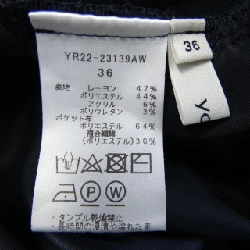 YR22-23139AW
36
表地 レーヨン 47%
ポリエステル 44%
アクリル 6%
ポリウレタン 3%
ポケット布
ポリエステル 64%
複合繊維
(ポリエステル)36%
P W
・タンブル乾燥
36
YO